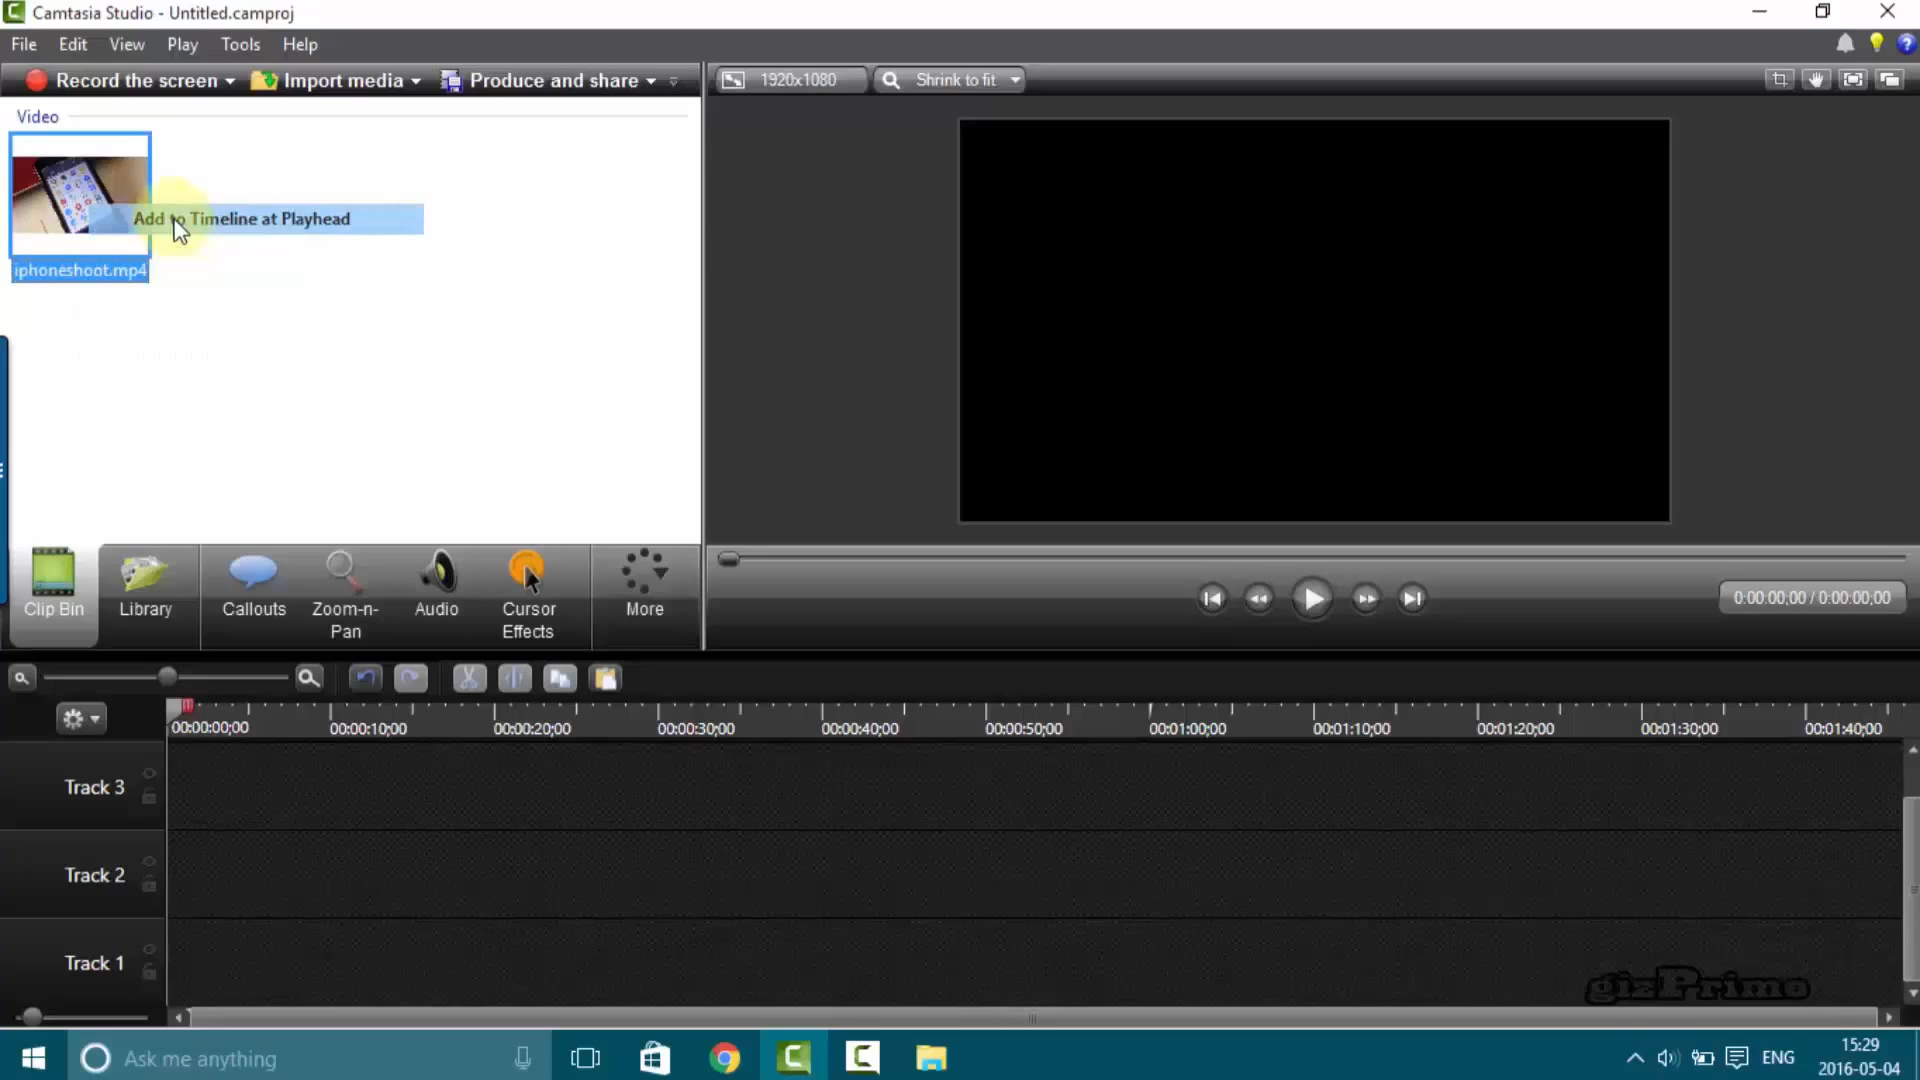 Camtasia Studio - Untitled.camproj
File Edit View Play Tools Help
Record the screen Import media Produce and share
1920x1080 Shrink to fit
Video
Add to Timeline at Playhead
iphoneshoot.mp4
Clip Bin
Library
Callouts
Zoom-n-
Pan
Audio
Cursor
Effects
More
0:00:00;00 / 0:00:00;00
00:00:00;00 00:00:10;00 00:00:20;00 00:00:30;00 00:00:40;00 00:00:50;00 00:01:00;00 00:01:10;00 00:01:20;00 00:01:30;00 00:01:40;00
Track 3
Track 2
Track 1
gizPrime
Ask me anything
ENG
15:29
2016-05-04